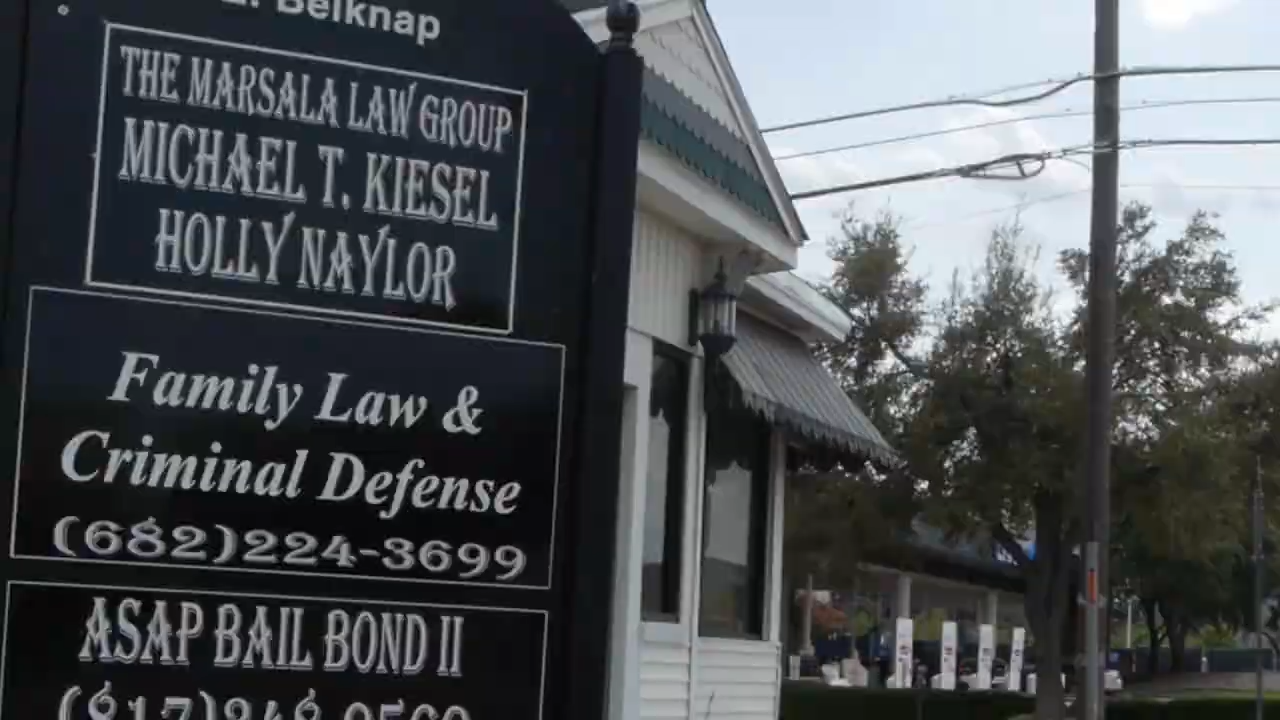 E. Belknap
THE MARSALA LAW GROUP
MICHAEL T. KIESEL
HOLLY NAYLOR
Family Law &
Criminal Defense
(682)224-3699
ASAP BAIL BOND II